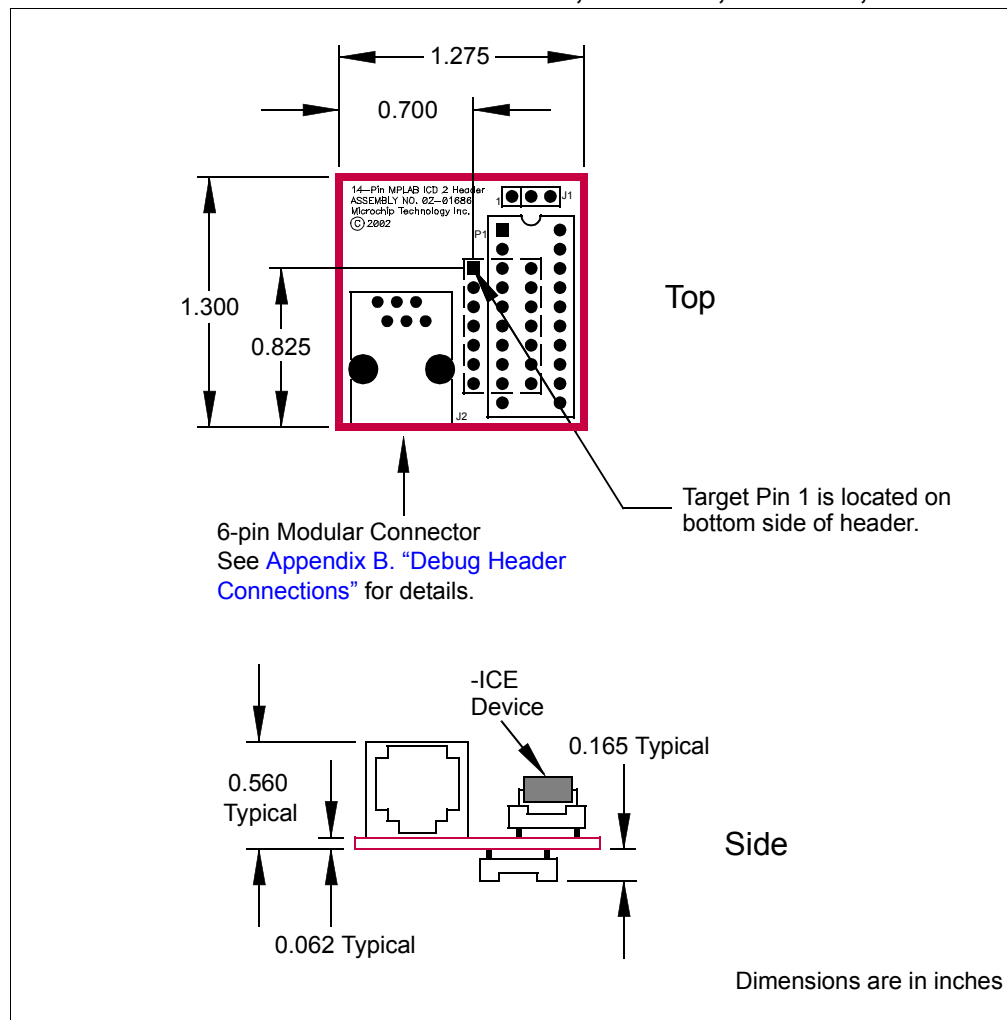 1.275
0.700
14-Pin MPLAB ICD 2 Header
ASSEMBLY NO. 02-01686
Microchip Technology Inc.
© 2002
1
J1
P1
1.300
0.825
J2
Top
Target Pin 1 is located on
bottom side of header.
6-pin Modular Connector
See Appendix B. “Debug Header
Connections” for details.
-ICE
Device
0.165 Typical
0.560
Typical
Side
0.062 Typical
Dimensions are in inches